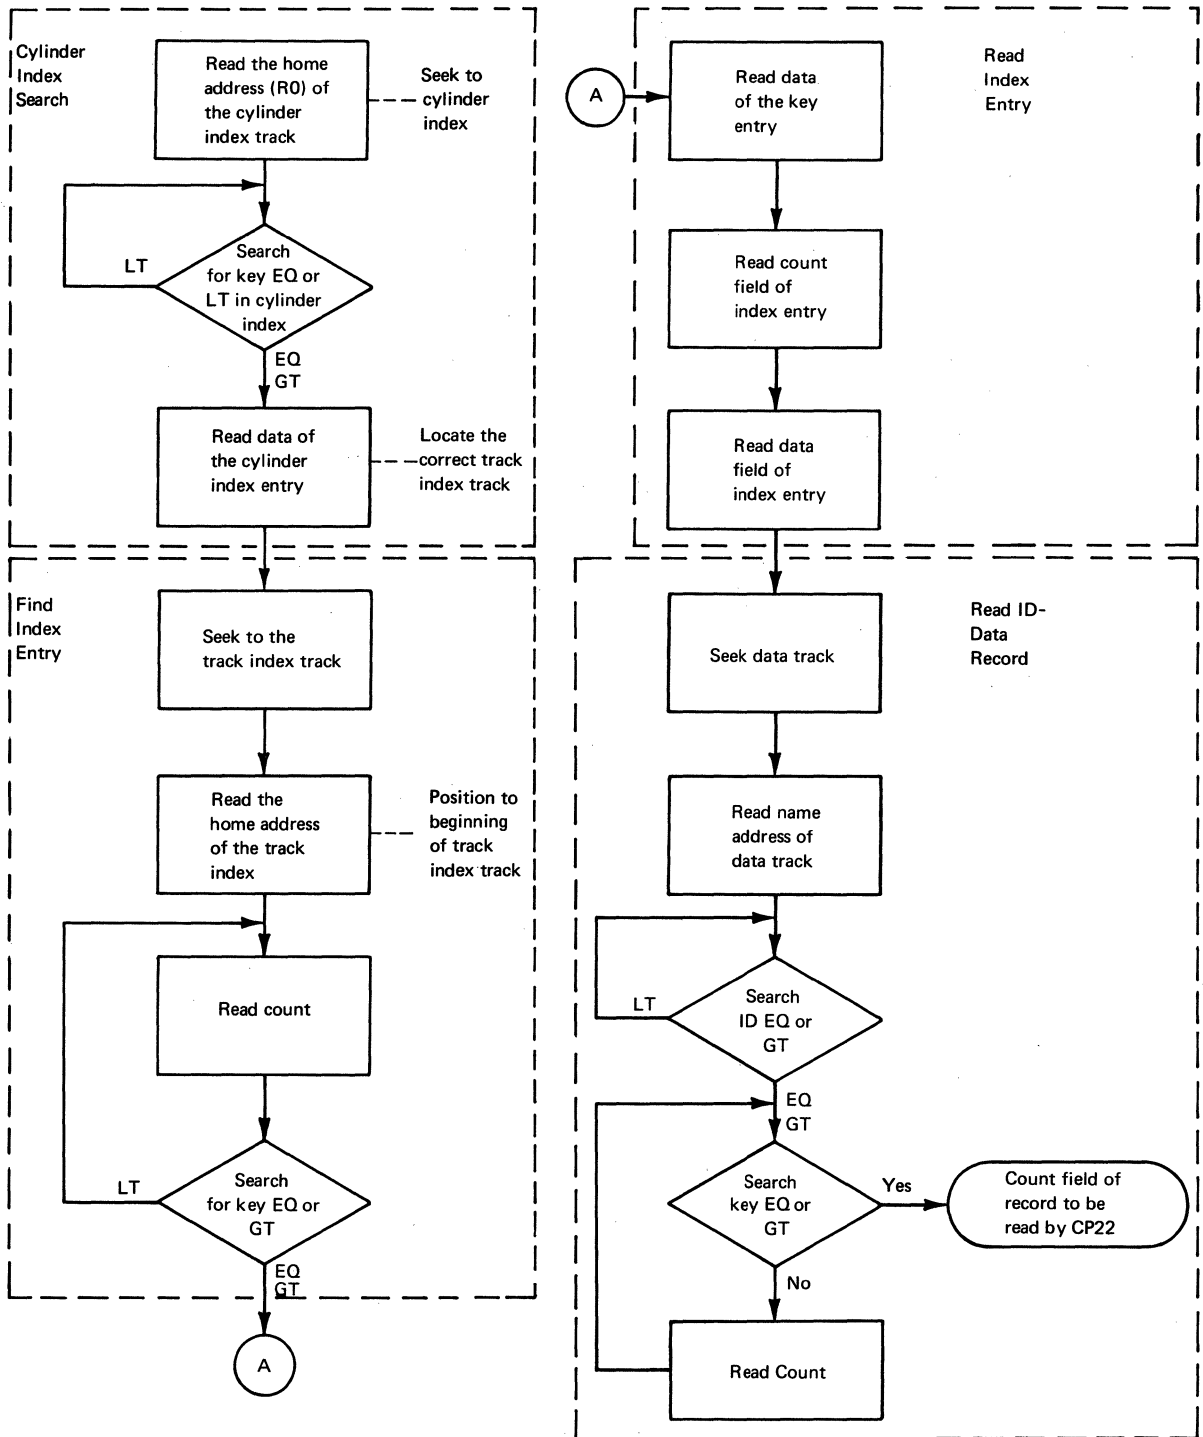 Cylinder
Index
Search
Read the home
address (R0) of
the cylinder
index track
Seek to
cylinder
index
LT
Search
for key EQ or
LT in cylinder
index
EQ
GT
Read data of
the cylinder
index entry
Locate the
correct track
index track
Find
Index
Entry
Seek to the
track index track
Read the
home address
of the track
index
Position to
beginning
of track
index track
Read count
LT
Search
for key EQ or
GT
EQ
GT
A
A
Read data
of the key
entry
Read
Index
Entry
Read count
field of
index entry
Read data
field of
index entry
Read ID-
Data
Record
Seek data track
Read name
address of
data track
LT
Search
ID EQ or
GT
EQ
GT
Search
key EQ or
GT
Yes
Count field of
record to be
read by CP22
No
Read Count